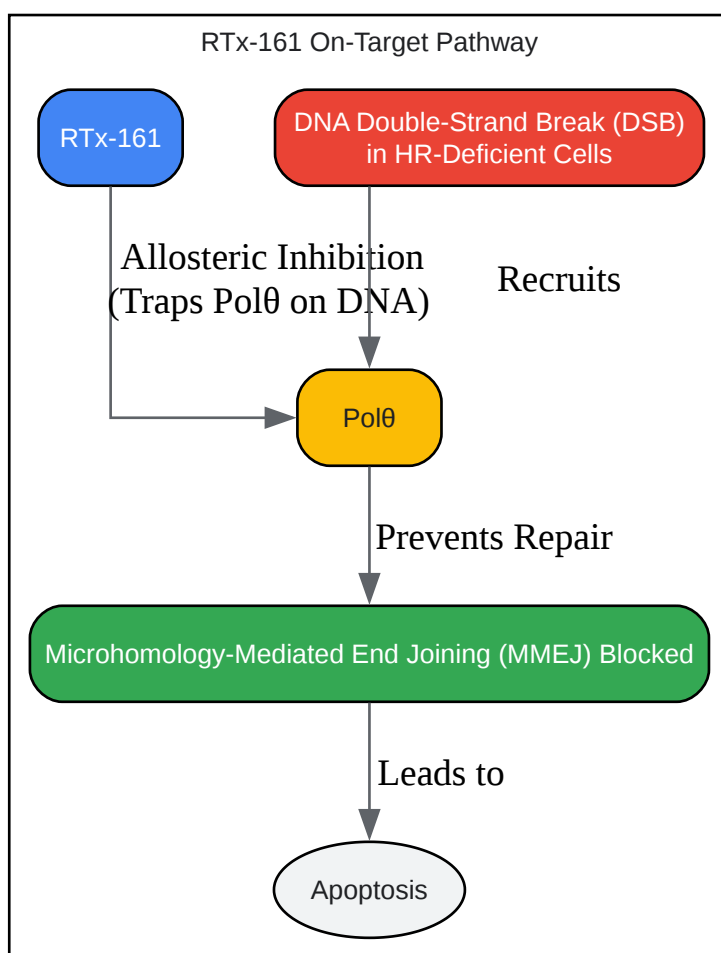 RTx-161 On-Target Pathway
RTx-161
DNA Double-Strand Break (DSB)
in HR-Deficient Cells
Allosteric Inhibition
(Traps Polθ on DNA)
Recruits
Polθ
Prevents Repair
Microhomology-Mediated End Joining (MMEJ) Blocked
Leads to
Apoptosis